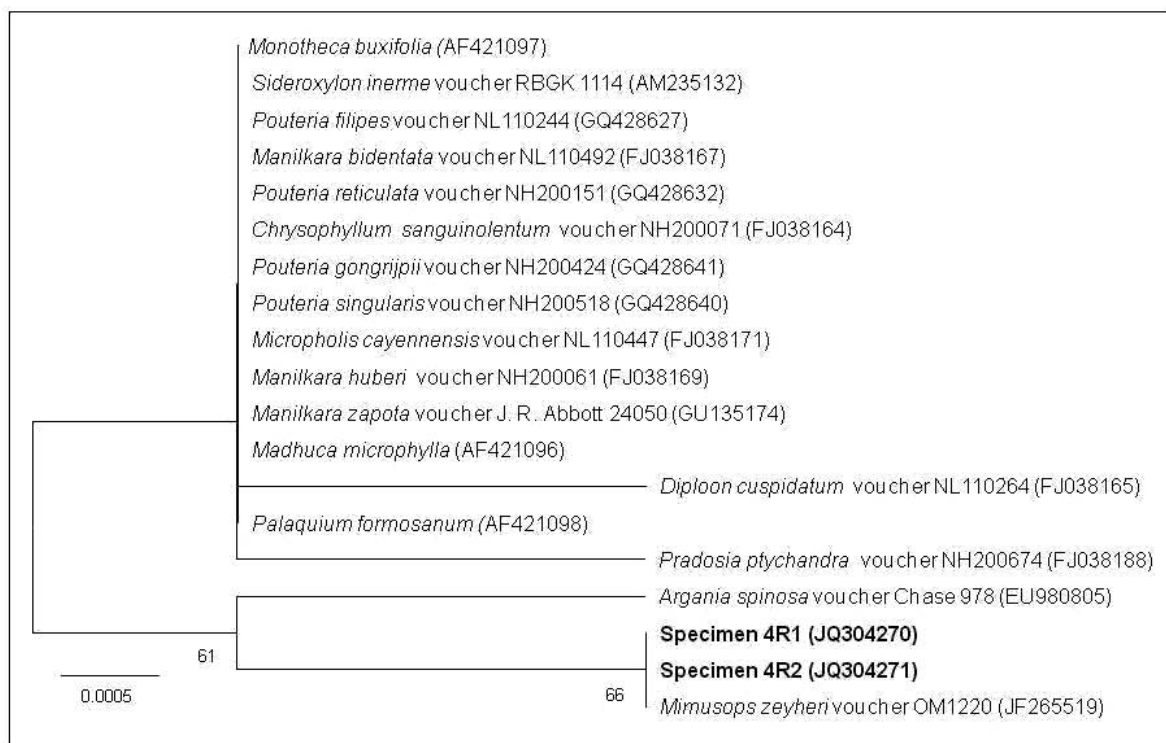 Monotheca buxifolia (AF421097)
Sideroxylon inerme voucher RBGK 1114 (AM235132)
Pouteria filipes voucher NL110244 (GQ428627)
Manilkara bidentata voucher NL110492 (FJ038167)
Pouteria reticulata voucher NH200151 (GQ428632)
Chrysophyllum sanguinolentum voucher NH200071 (FJ038164)
Pouteria gongrijpii voucher NH200424 (GQ428641)
Pouteria singularis voucher NH200518 (GQ428640)
Micropholis cayennensis voucher NL110447 (FJ038171)
Manilkara huberi voucher NH200061 (FJ038169)
Manilkara zapota voucher J. R. Abbott 24050 (GU135174)
Madhuca microphylla (AF421096)
Diploon cuspidatum voucher NL110264 (FJ038165)
Palaquium formosanum (AF421098)
Pradosia ptychandra voucher NH200674 (FJ038188)
Argania spinosa voucher Chase 978 (EU980805)
Specimen 4R1 (JQ304270)
61
Specimen 4R2 (JQ304271)
0.0005
66
Mimusops zeyheri voucher OM1220 (JF265519)